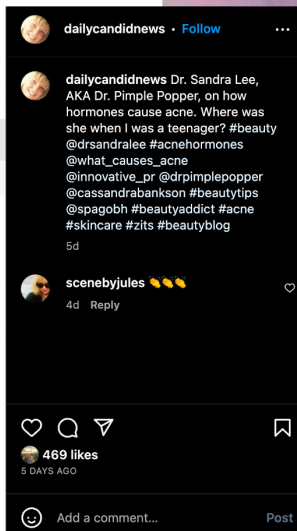 dailycandidnews • Follow ...
dailycandidnews Dr. Sandra Lee,
AKA Dr. Pimple Popper, on how
hormones cause acne. Where was
she when I was a teenager? #beauty
@drsandralee #acnehormones
@what_causes_acne
@innovative_pr @drpimplepopper
@cassandrabankson #beautytips
@spagobh #beautyaddict #acne
#skincare #zits #beautyblog
5d
scenebyjules 👏👏👏
4d Reply
469 likes
5 DAYS AGO
Add a comment... Post